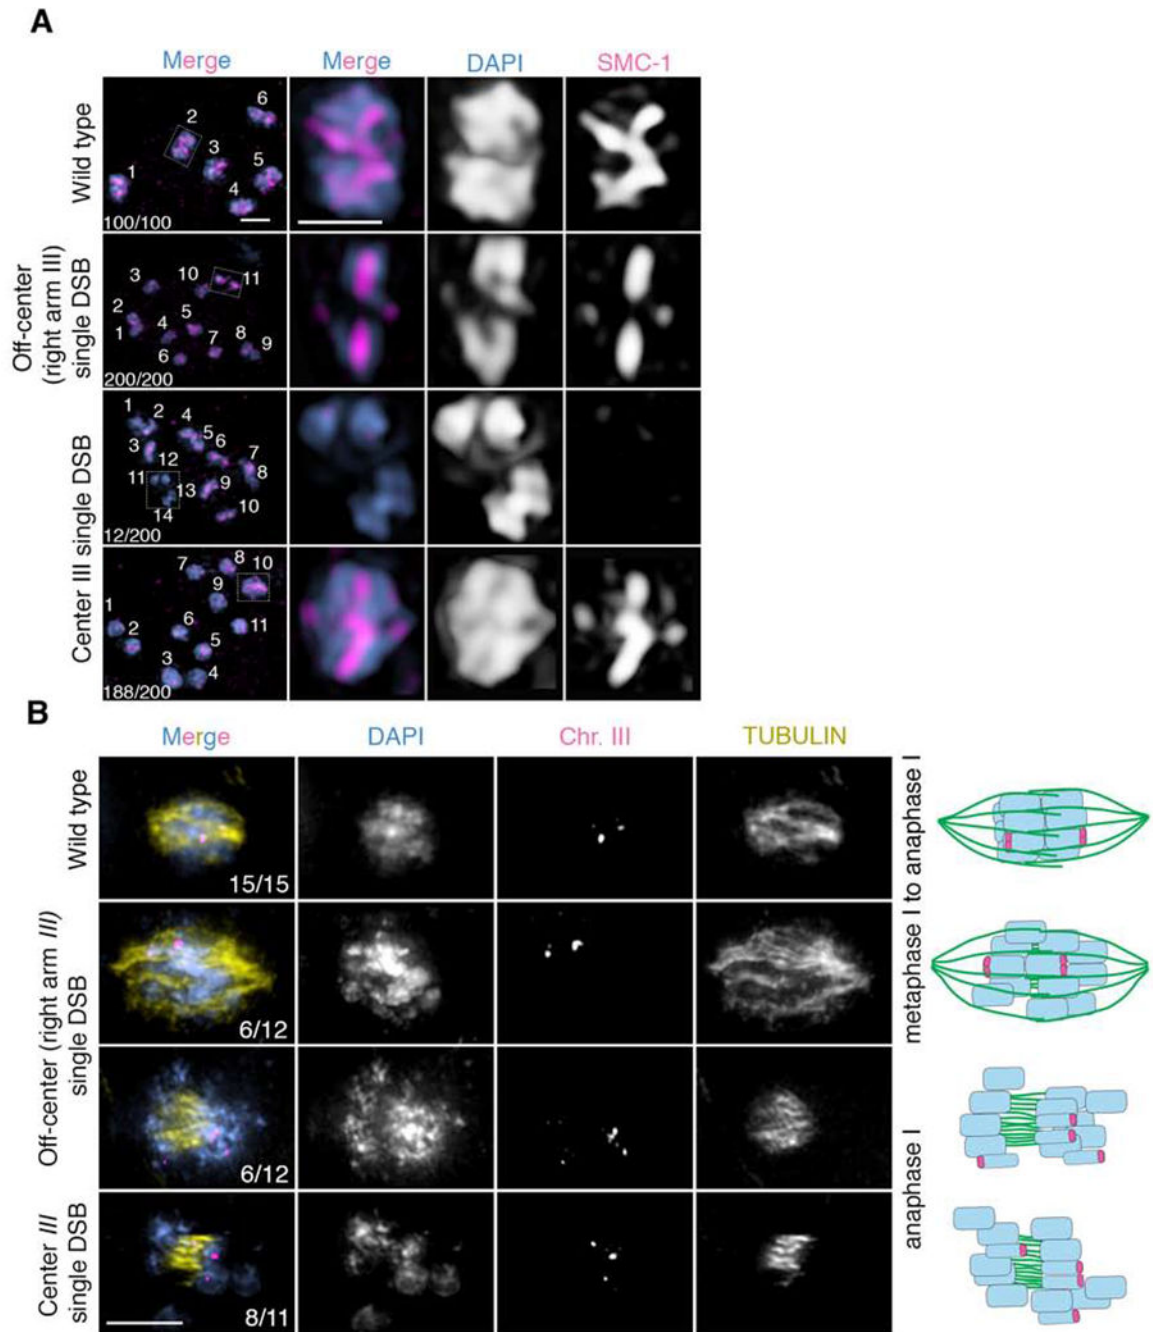 A
Merge
Merge
DAPI
SMC-1
Wild type
1
2
3
4
5
6
100/100
Off-center
(right arm III)
single DSB
3
10
11
2
1
4
5
6
7
8
9
200/200
Center III single DSB
1
2
4
5
3
6
7
12
8
11
13
9
14
10
12/200
7
8
10
9
1
2
6
11
5
3
4
188/200
B
Merge
DAPI
Chr. III
TUBULIN
Wild type
15/15
metaphase I to anaphase I
Off-center (right arm III)
single DSB
6/12
6/12
anaphase I
Center III
single DSB
8/11